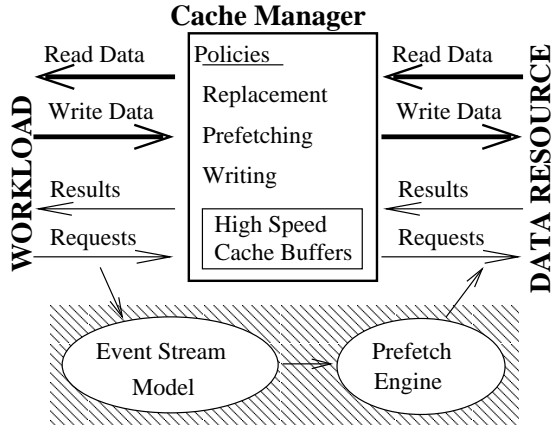 Cache Manager
WORKLOAD
Read Data
Write Data
Results
Requests
Policies
Replacement
Prefetching
Writing
High Speed
Cache Buffers
Read Data
Write Data
Results
Requests
DATA RESOURCE
Event Stream
Model
Prefetch
Engine